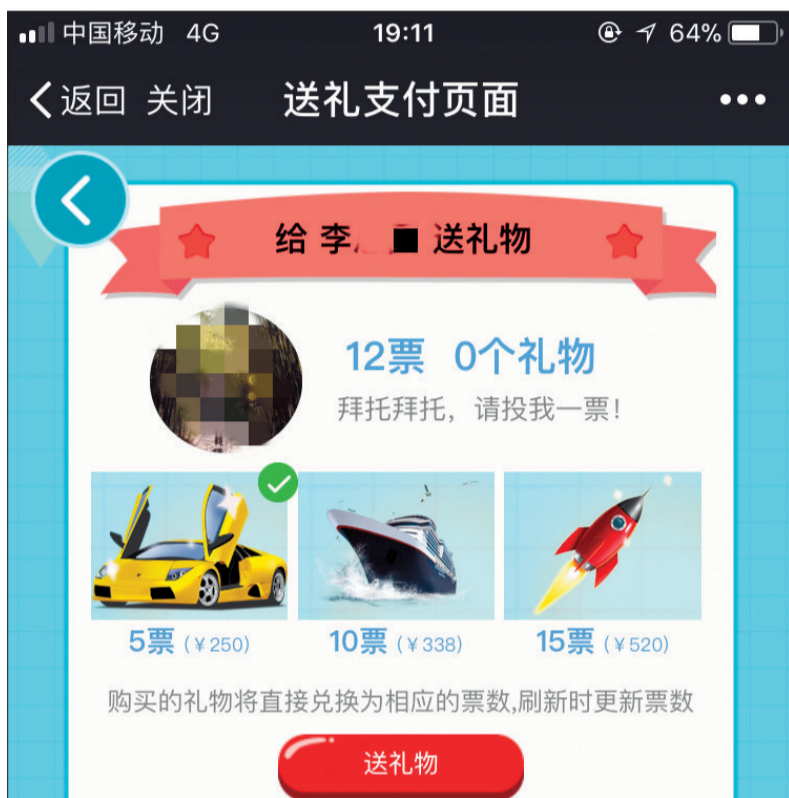 中国移动 4G 19:11 64%
返回 关闭 送礼支付页面
给 李 送礼物
12票 0个礼物
拜托拜托，请投我一票！
5票（￥250） 10票（￥338） 15票（￥520）
购买的礼物将直接兑换为相应的票数,刷新时更新票数
送礼物